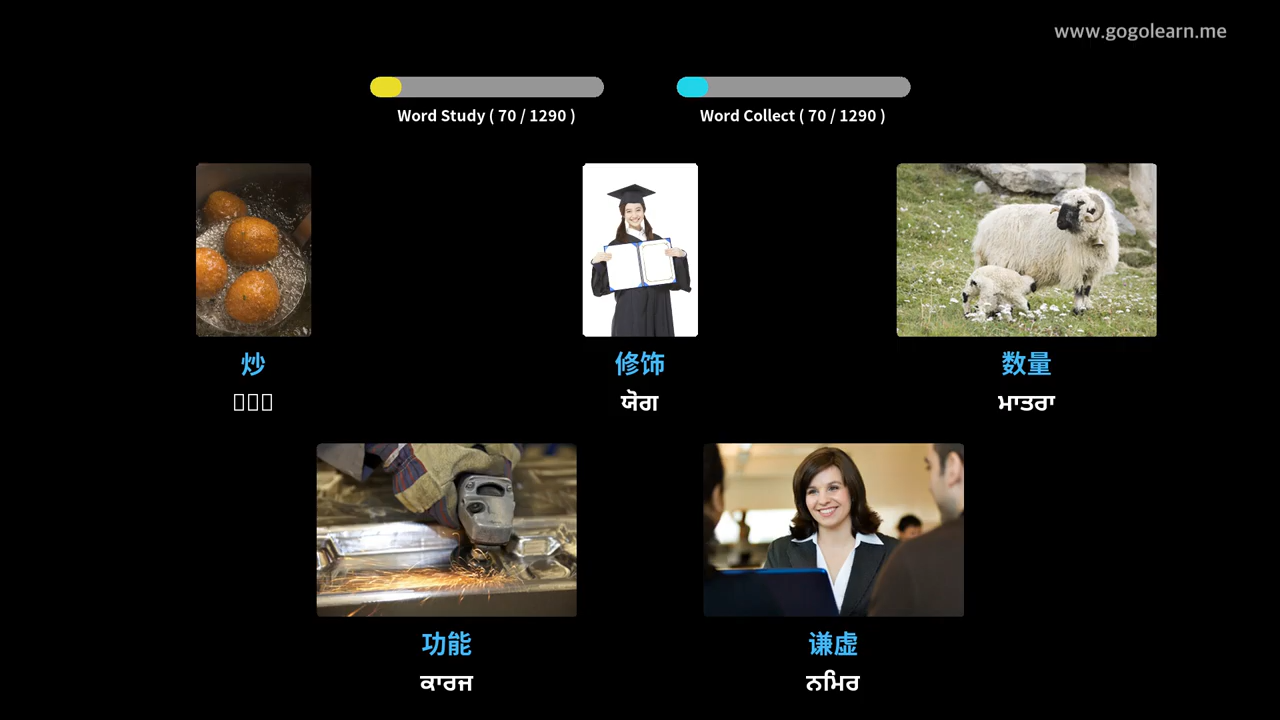 www.gogolearn.me
Word Study ( 70 / 1290 )
Word Collect ( 70 / 1290 )
炒
修饰
ਯੋਗ
数量
ਮਾਤਰਾ
功能
ਕਾਰਜ
谦虚
ਨਮਿਰ